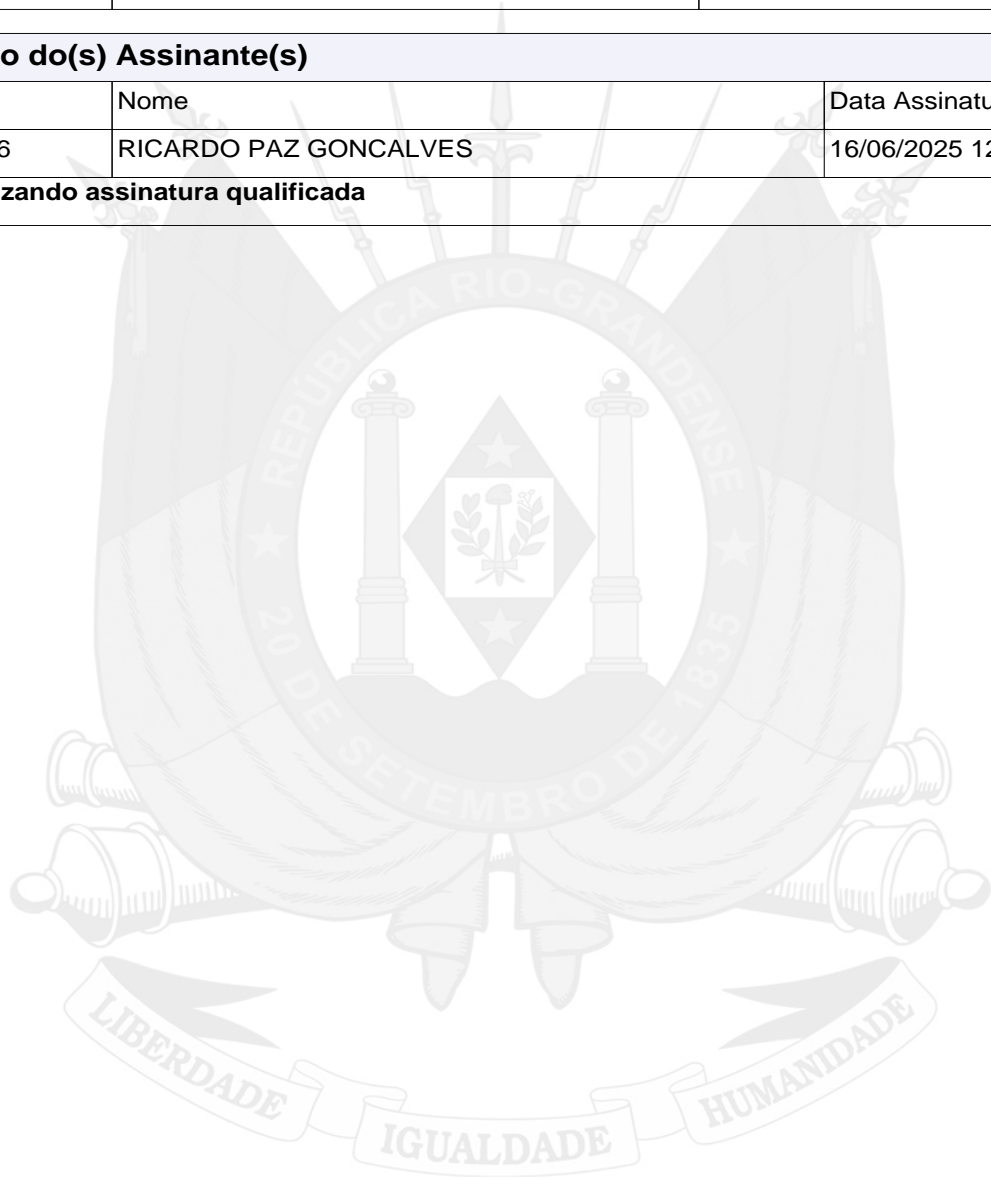 o do(s) Assinante(s)
Nome
Data Assinatu
6
RICARDO PAZ GONCALVES
16/06/2025 12
zando assinatura qualificada
REPÚBLICA RIO-GRANDENSE
20 DE SETEMBRO DE 1835
LIBERDADE
IGUALDADE
HUMANIDADE